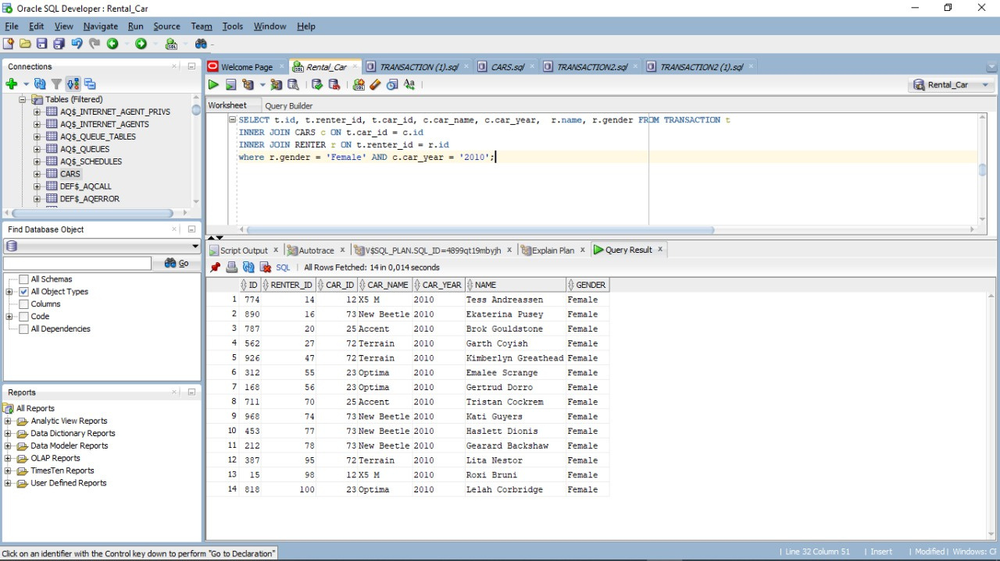 Oracle SQL Developer : Rental_Car
File Edit View Navigate Run Source Team Tools Window Help
Connections
Tables (Filtered)
AQ$_INTERNET_AGENT_PRIVS
AQ$_INTERNET_AGENTS
AQ$_QUEUE_TABLES
AQ$_QUEUES
AQ$_SCHEDULES
CARS
DEF$_AQCALL
DEF$_AQERROR
Find Database Object
Go
All Schemas
All Object Types
Columns
Code
All Dependencies
Reports
All Reports
Analytic View Reports
Data Dictionary Reports
Data Modeler Reports
OLAP Reports
TimesTen Reports
User Defined Reports
Welcome Page Rental_Car TRANSACTION (1).sql CARS.sql TRANSACTION2.sql TRANSACTION2 (1).sql
Rental_Car
Worksheet Query Builder
SELECT t.id, t.renter_id, t.car_id, c.car_name, c.car_year, r.name, r.gender FROM TRANSACTION t
INNER JOIN CARS c ON t.car_id = c.id
INNER JOIN RENTER r ON t.renter_id = r.id
where r.gender = 'Female' AND c.car_year = '2010';
Script Output Autotrace V$SQL_PLAN.SQL_ID=4899qt19mbyjh Explain Plan Query Result
SQL All Rows Fetched: 14 in 0,014 seconds
ID RENTER_ID CAR_ID CAR_NAME CAR_YEAR NAME GENDER
1 774 14 12 X5 M 2010 Tess Andreassen Female
2 890 16 73 New Beetle 2010 Ekaterina Pusey Female
3 787 20 25 Accent 2010 Brok Gouldstone Female
4 562 27 72 Terrain 2010 Garth Coyish Female
5 926 47 72 Terrain 2010 Kimberlyn Greathead Female
6 312 55 23 Optima 2010 Emalee Scrange Female
7 168 56 23 Optima 2010 Gertrud Dorro Female
8 711 70 25 Accent 2010 Tristan Cockrem Female
9 968 74 73 New Beetle 2010 Kati Guyers Female
10 453 77 73 New Beetle 2010 Haslett Dionis Female
11 212 78 73 New Beetle 2010 Gearard Backshaw Female
12 387 95 72 Terrain 2010 Lita Nestor Female
13 15 98 12 X5 M 2010 Roxi Bruni Female
14 818 100 23 Optima 2010 Lelah Corbridge Female
Click on an identifier with the Control key down to perform "Go to Declaration"
Line 32 Column 51 Insert Modified Windows: Cl